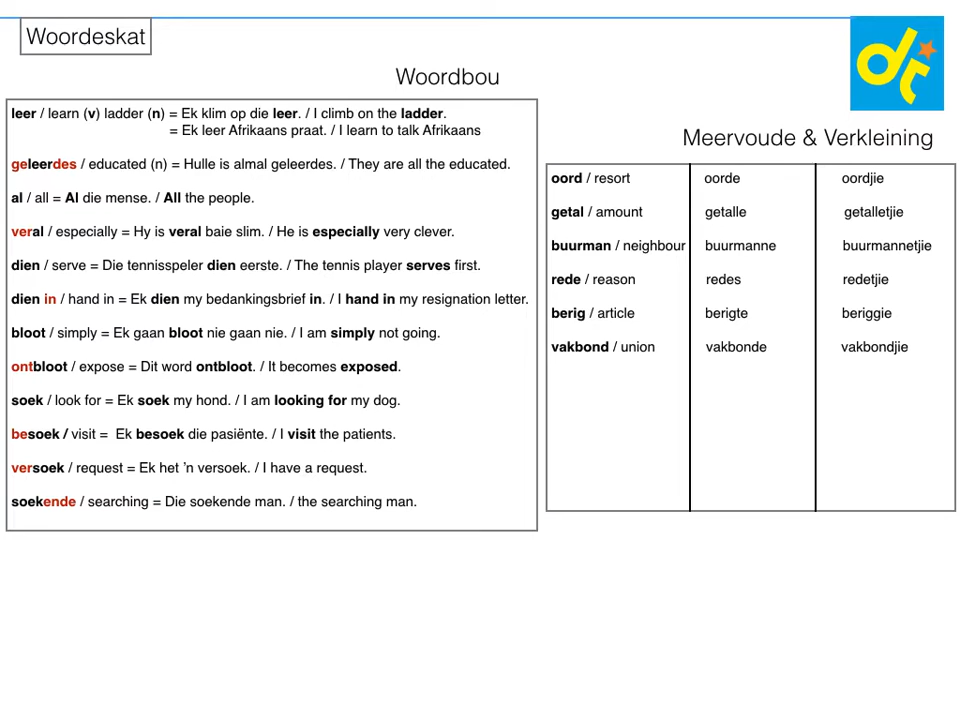 Woordeskat
Woordbou
leer / learn (v) ladder (n) = Ek klim op die leer. / I climb on the ladder.
= Ek leer Afrikaans praat. / I learn to talk Afrikaans
geleerdes / educated (n) = Hulle is almal geleerdes. / They are all the educated.
al / all = Al die mense. / All the people.
veral / especially = Hy is veral baie slim. / He is especially very clever.
dien / serve = Die tennisspeler dien eerste. / The tennis player serves first.
dien in / hand in = Ek dien my bedankingsbrief in. / I hand in my resignation letter.
bloot / simply = Ek gaan bloot nie gaan nie. / I am simply not going.
ontbloot / expose = Dit word ontbloot. / It becomes exposed.
soek / look for = Ek soek my hond. / I am looking for my dog.
besoek / visit = Ek besoek die pasiënte. / I visit the patients.
versoek / request = Ek het ’n versoek. / I have a request.
soekende / searching = Die soekende man. / the searching man.
dt
Meervoude & Verkleining
oord / resort oorde oordjie
getal / amount getalle getalletjie
buurman / neighbour buurmanne buurmannetjie
rede / reason redes redetjie
berig / article berigte beriggie
vakbond / union vakbonde vakbondjie